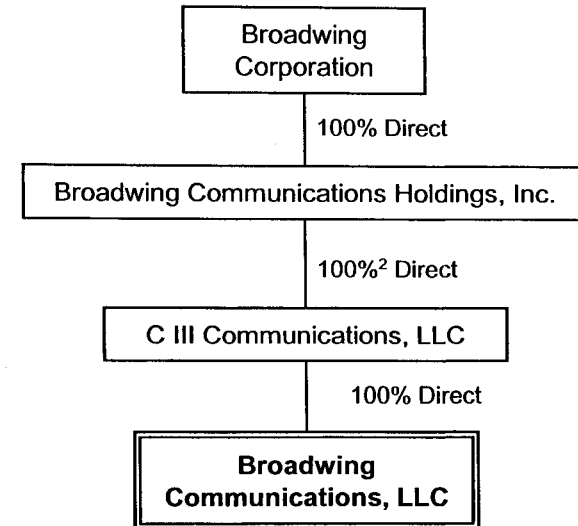 Broadwing
Corporation
100% Direct
Broadwing Communications Holdings, Inc.
100%² Direct
C III Communications, LLC
100% Direct
Broadwing
Communications, LLC